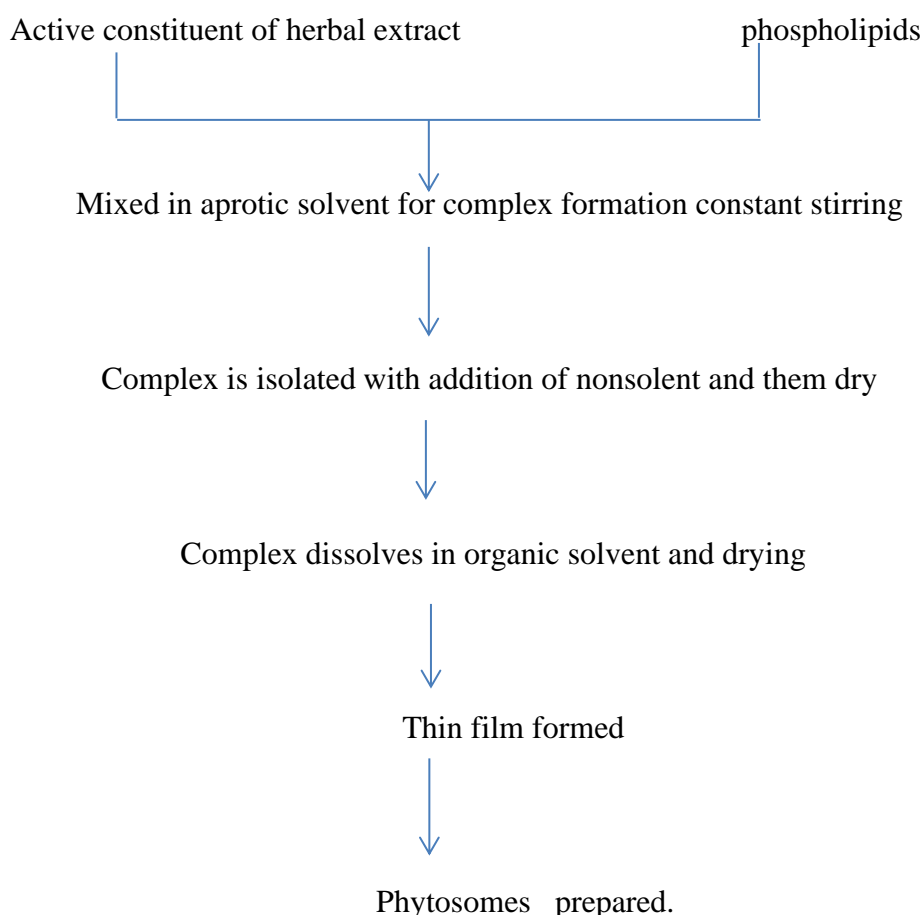 Active constituent of herbal extract phospholipids
Mixed in aprotic solvent for complex formation constant stirring
Complex is isolated with addition of nonsolent and them dry
Complex dissolves in organic solvent and drying
Thin film formed
Phytosomes prepared.